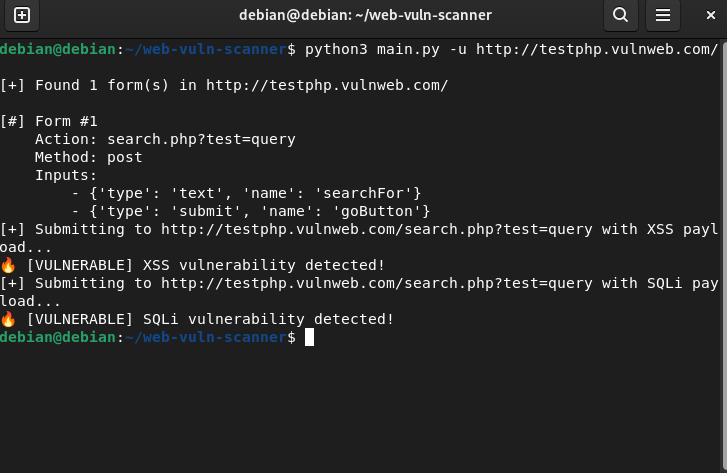 debian@debian: ~/web-vuln-scanner
debian@debian:~/web-vuln-scanner$ python3 main.py -u http://testphp.vulnweb.com/
[+] Found 1 form(s) in http://testphp.vulnweb.com/
[#] Form #1
Action: search.php?test=query
Method: post
Inputs:
- {'type': 'text', 'name': 'searchFor'}
- {'type': 'submit', 'name': 'goButton'}
[+] Submitting to http://testphp.vulnweb.com/search.php?test=query with XSS payl
oad...
🔥 [VULNERABLE] XSS vulnerability detected!
[+] Submitting to http://testphp.vulnweb.com/search.php?test=query with SQLi pay
load...
🔥 [VULNERABLE] SQLi vulnerability detected!
debian@debian:~/web-vuln-scanner$